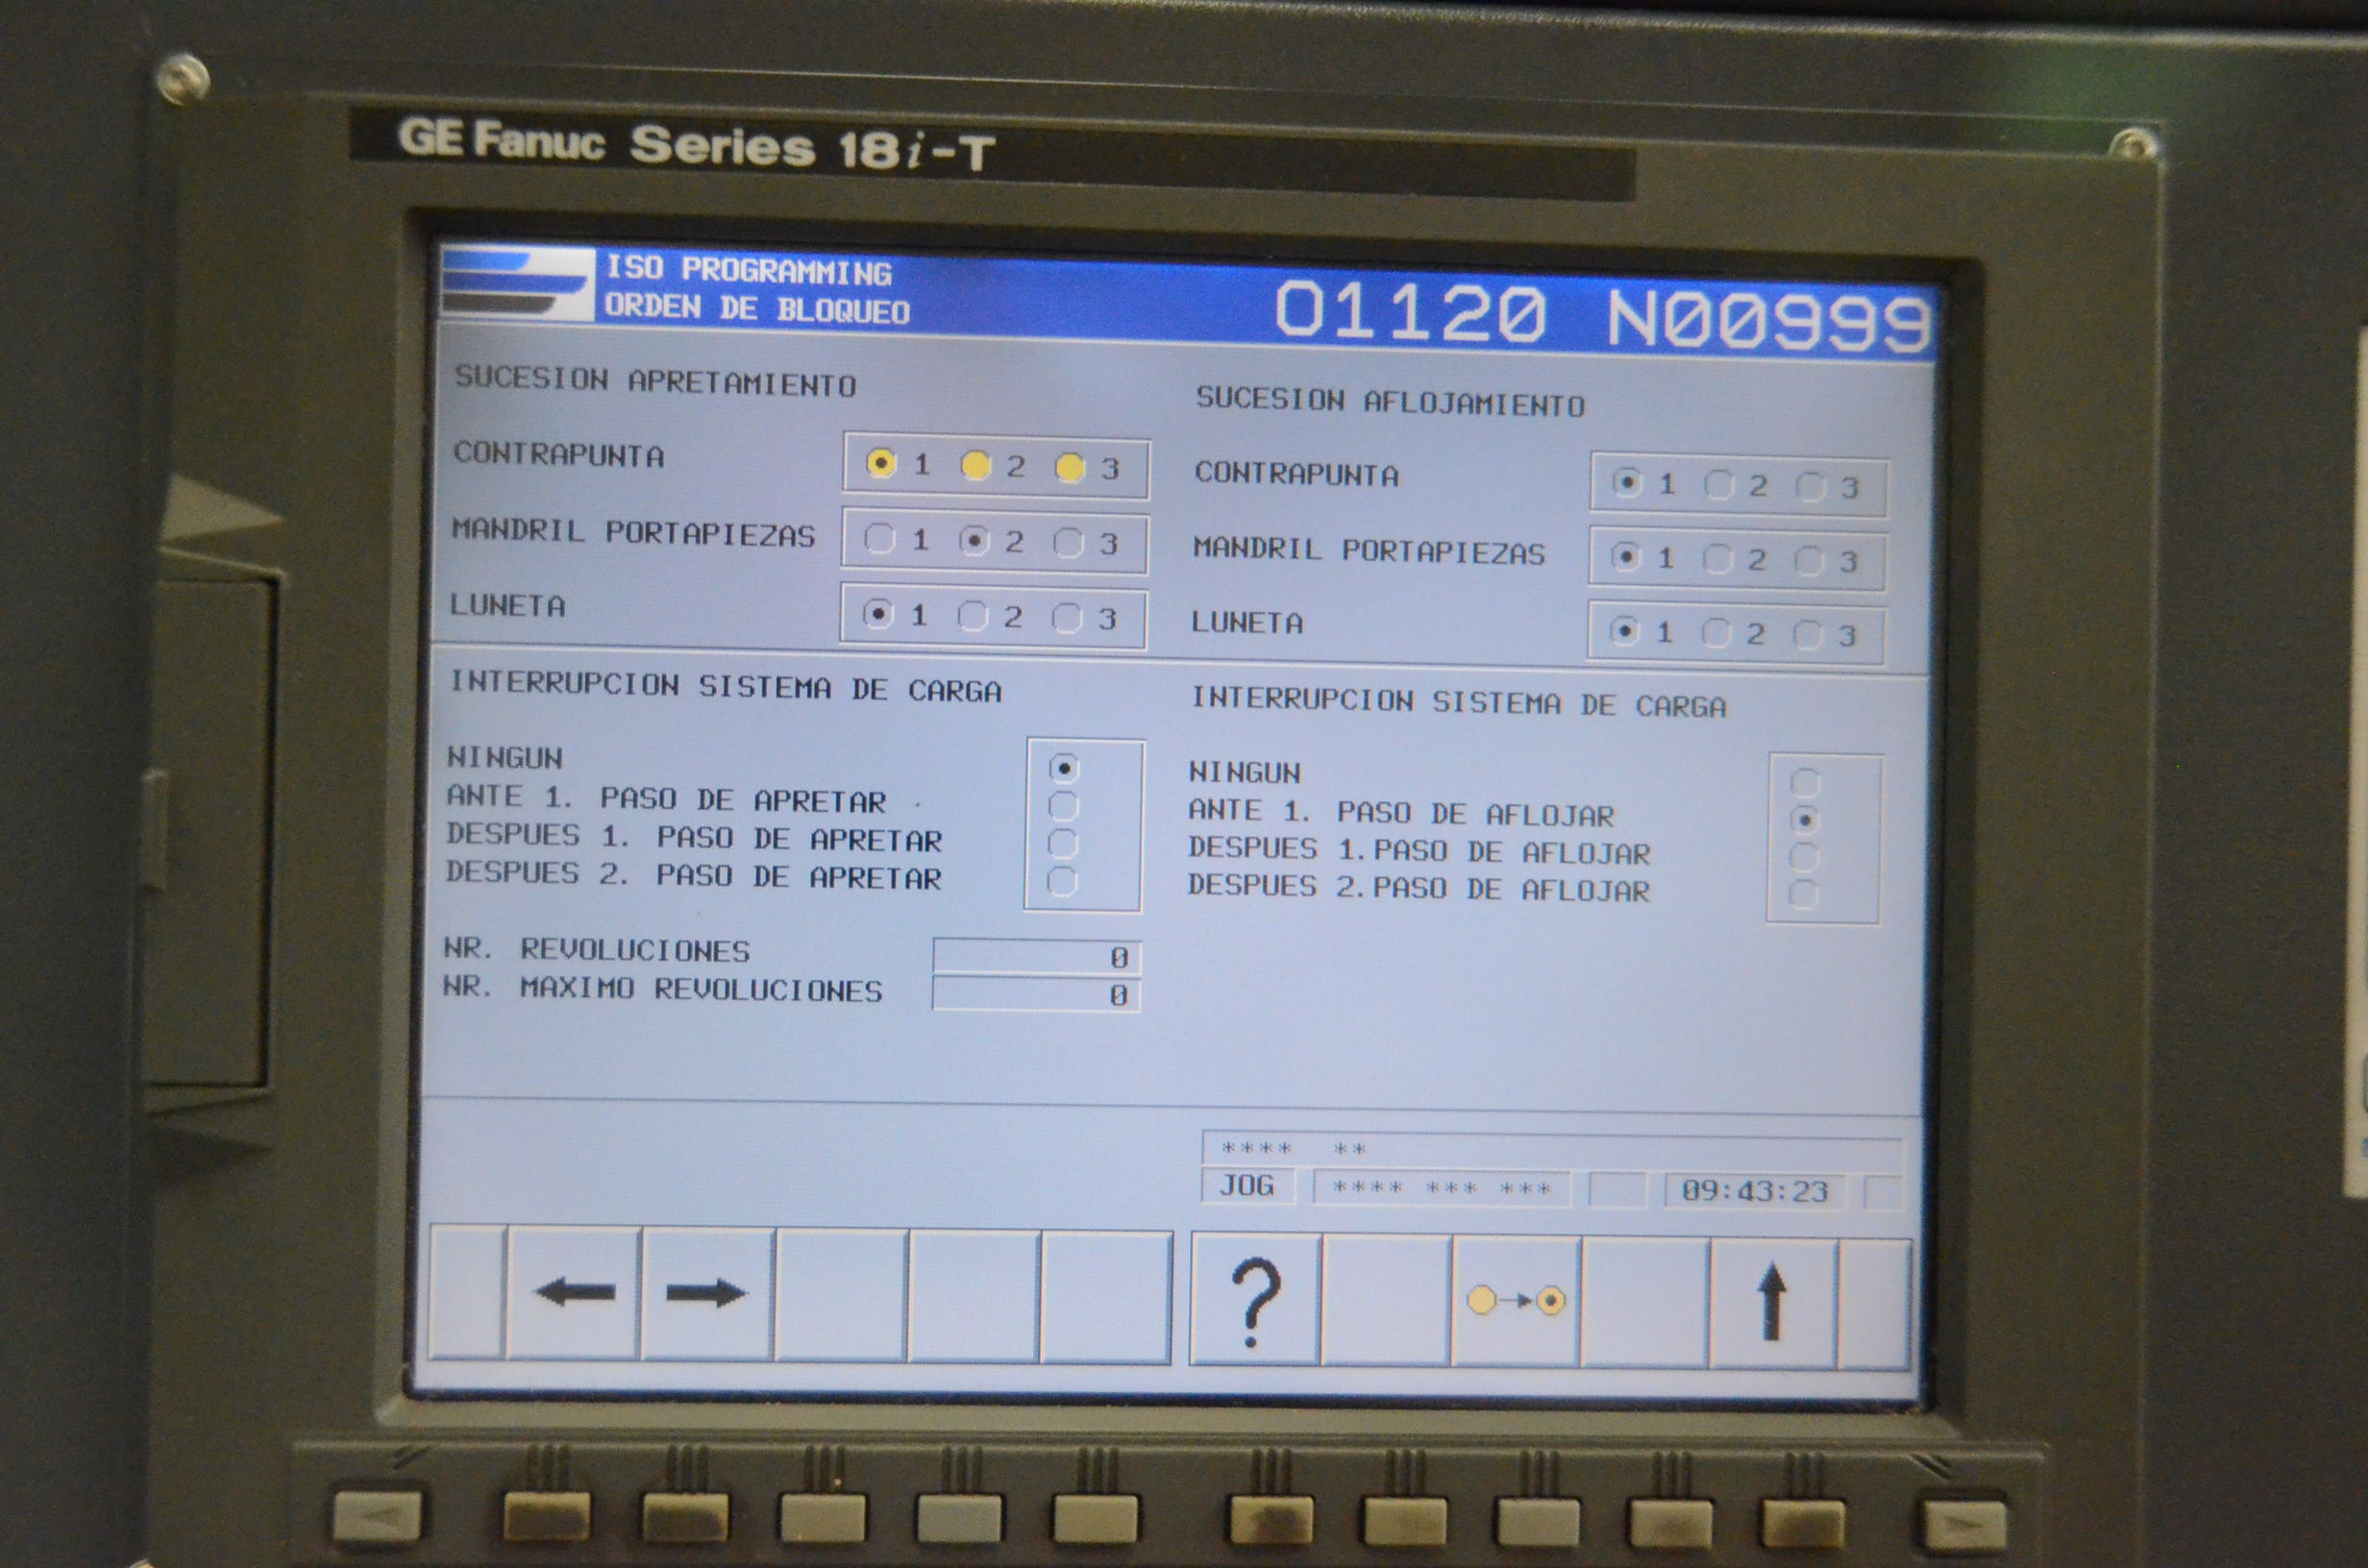 GE Fanuc Series 18i-T
ISO PROGRAMMING
ORDEN DE BLOQUEO
O1120 N00999
SUCESION APRETAMIENTO
CONTRAPUNTA 1 2 3
MANDRIL PORTAPIEZAS 1 2 3
LUNETA 1 2 3
SUCESION AFLOJAMIENTO
CONTRAPUNTA 1 2 3
MANDRIL PORTAPIEZAS 1 2 3
LUNETA 1 2 3
INTERRUPCION SISTEMA DE CARGA
NINGUN
ANTE 1. PASO DE APRETAR
DESPUES 1. PASO DE APRETAR
DESPUES 2. PASO DE APRETAR
NR. REVOLUCIONES 0
NR. MAXIMO REVOLUCIONES 0
INTERRUPCION SISTEMA DE CARGA
NINGUN
ANTE 1. PASO DE AFLOJAR
DESPUES 1. PASO DE AFLOJAR
DESPUES 2. PASO DE AFLOJAR
**** **
JOG **** *** *** 09:43:23
?